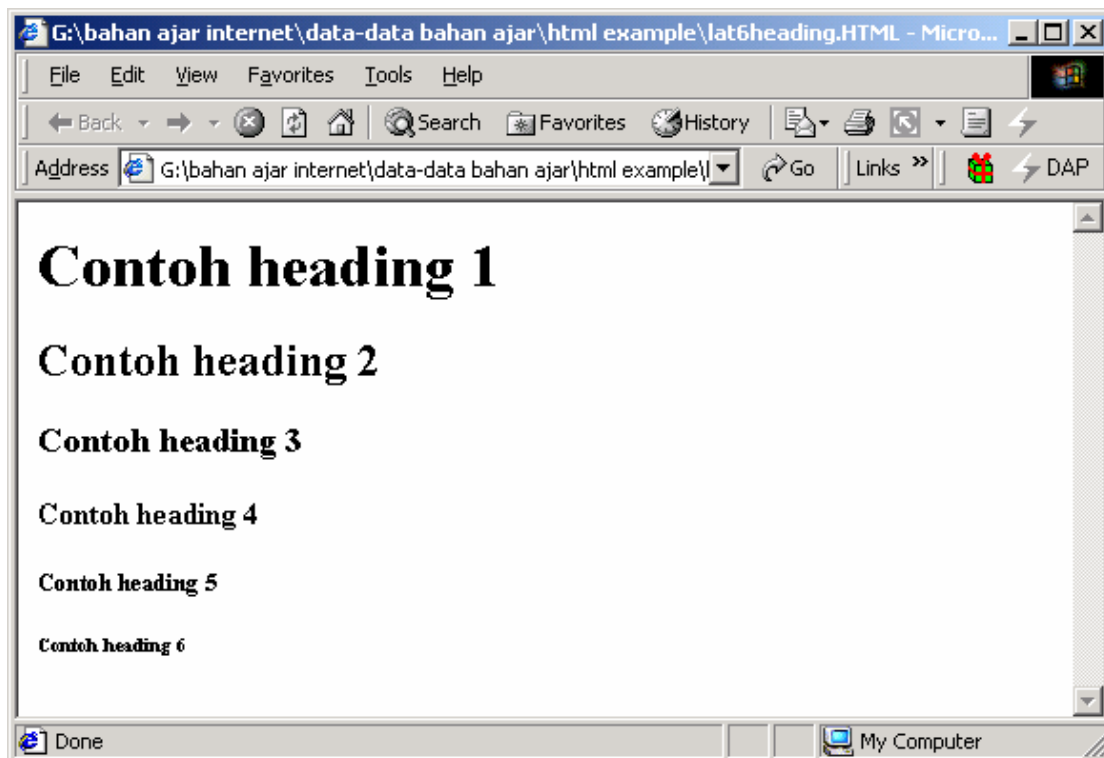 G:\bahan ajar internet\data-data bahan ajar\html example\lat6heading.HTML - Micro...
File Edit View Favorites Tools Help
Back Search Favorites History
Address G:\bahan ajar internet\data-data bahan ajar\html example\l Go Links » DAP
Contoh heading 1
Contoh heading 2
Contoh heading 3
Contoh heading 4
Contoh heading 5
Contoh heading 6
Done My Computer